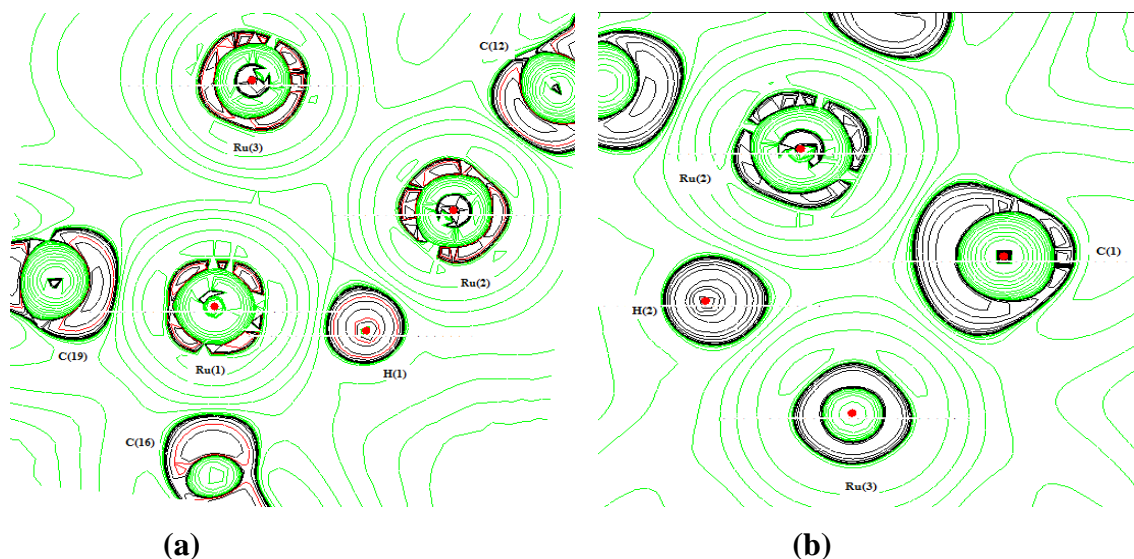 C(12)
Ru(3)
Ru(2)
C(19)
Ru(1)
H(1)
C(16)
(a)
Ru(2)
C(1)
H(2)
Ru(3)
(b)